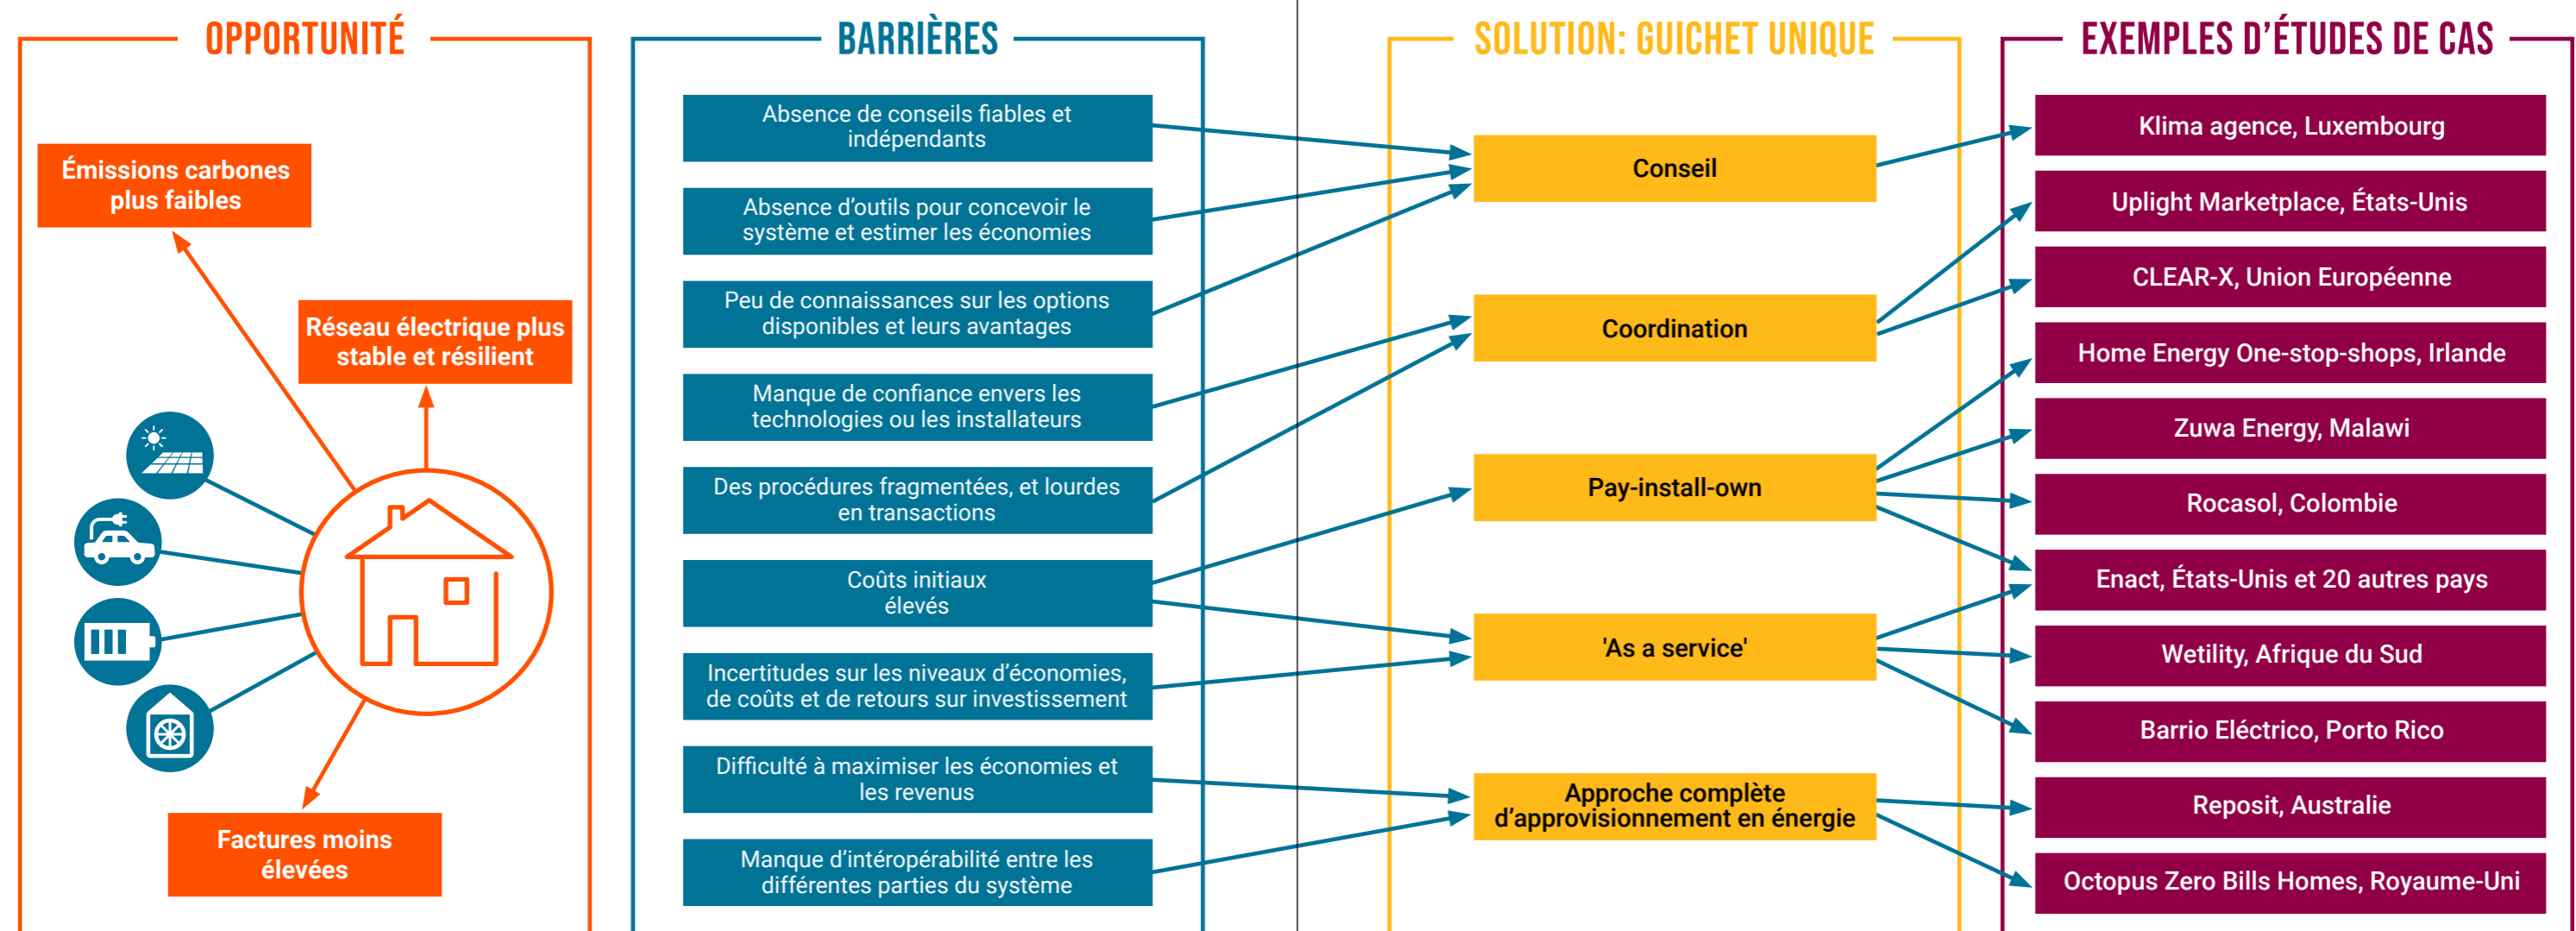 OPPORTUNITÉ
Émissions carbones
plus faibles
Réseau électrique plus
stable et résilient
Factures moins
élevées
BARRIÈRES
Absence de conseils fiables et
indépendants
Absence d’outils pour concevoir le
système et estimer les économies
Peu de connaissances sur les options
disponibles et leurs avantages
Manque de confiance envers les
technologies ou les installateurs
Des procédures fragmentées, et lourdes
en transactions
Coûts initiaux
élevés
Incertitudes sur les niveaux d’économies,
de coûts et de retours sur investissement
Difficulté à maximiser les économies et
les revenus
Manque d’intéropérabilité entre les
différentes parties du système
SOLUTION: GUICHET UNIQUE
Conseil
Coordination
Pay-install-own
'As a service'
Approche complète
d’approvisionnement en énergie
EXEMPLES D’ÉTUDES DE CAS
Klima agence, Luxembourg
Uplight Marketplace, États-Unis
CLEAR-X, Union Européenne
Home Energy One-stop-shops, Irlande
Zuwa Energy, Malawi
Rocasol, Colombie
Enact, États-Unis et 20 autres pays
Wetility, Afrique du Sud
Barrio Eléctrico, Porto Rico
Reposit, Australie
Octopus Zero Bills Homes, Royaume-Uni